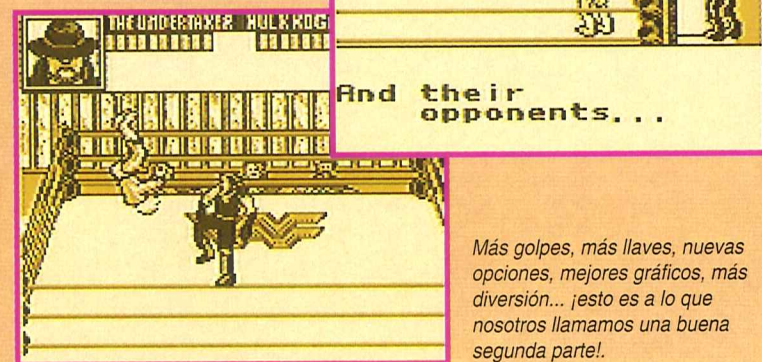 THE UNDERTAKER HULK HOG
And their
opponents...
Más golpes, más llaves, nuevas
opciones, mejores gráficos, más
diversión... ¡esto es a lo que
nosotros llamamos una buena
segunda parte!.